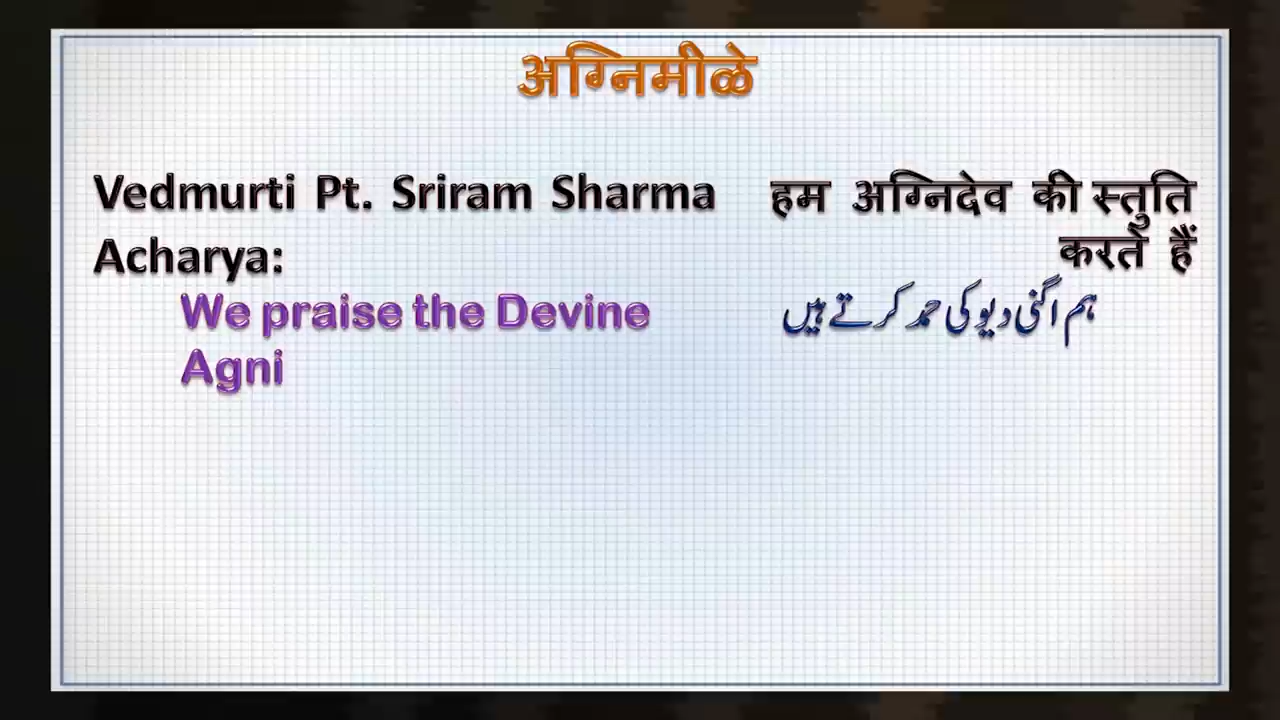 अग्निमीळे
Vedmurti Pt. Sriram Sharma
Acharya:
We praise the Devine
Agni
हम अग्निदेव की स्तुति
करते हैं
ہم اگنی دیو کی حمد کرتے ہیں